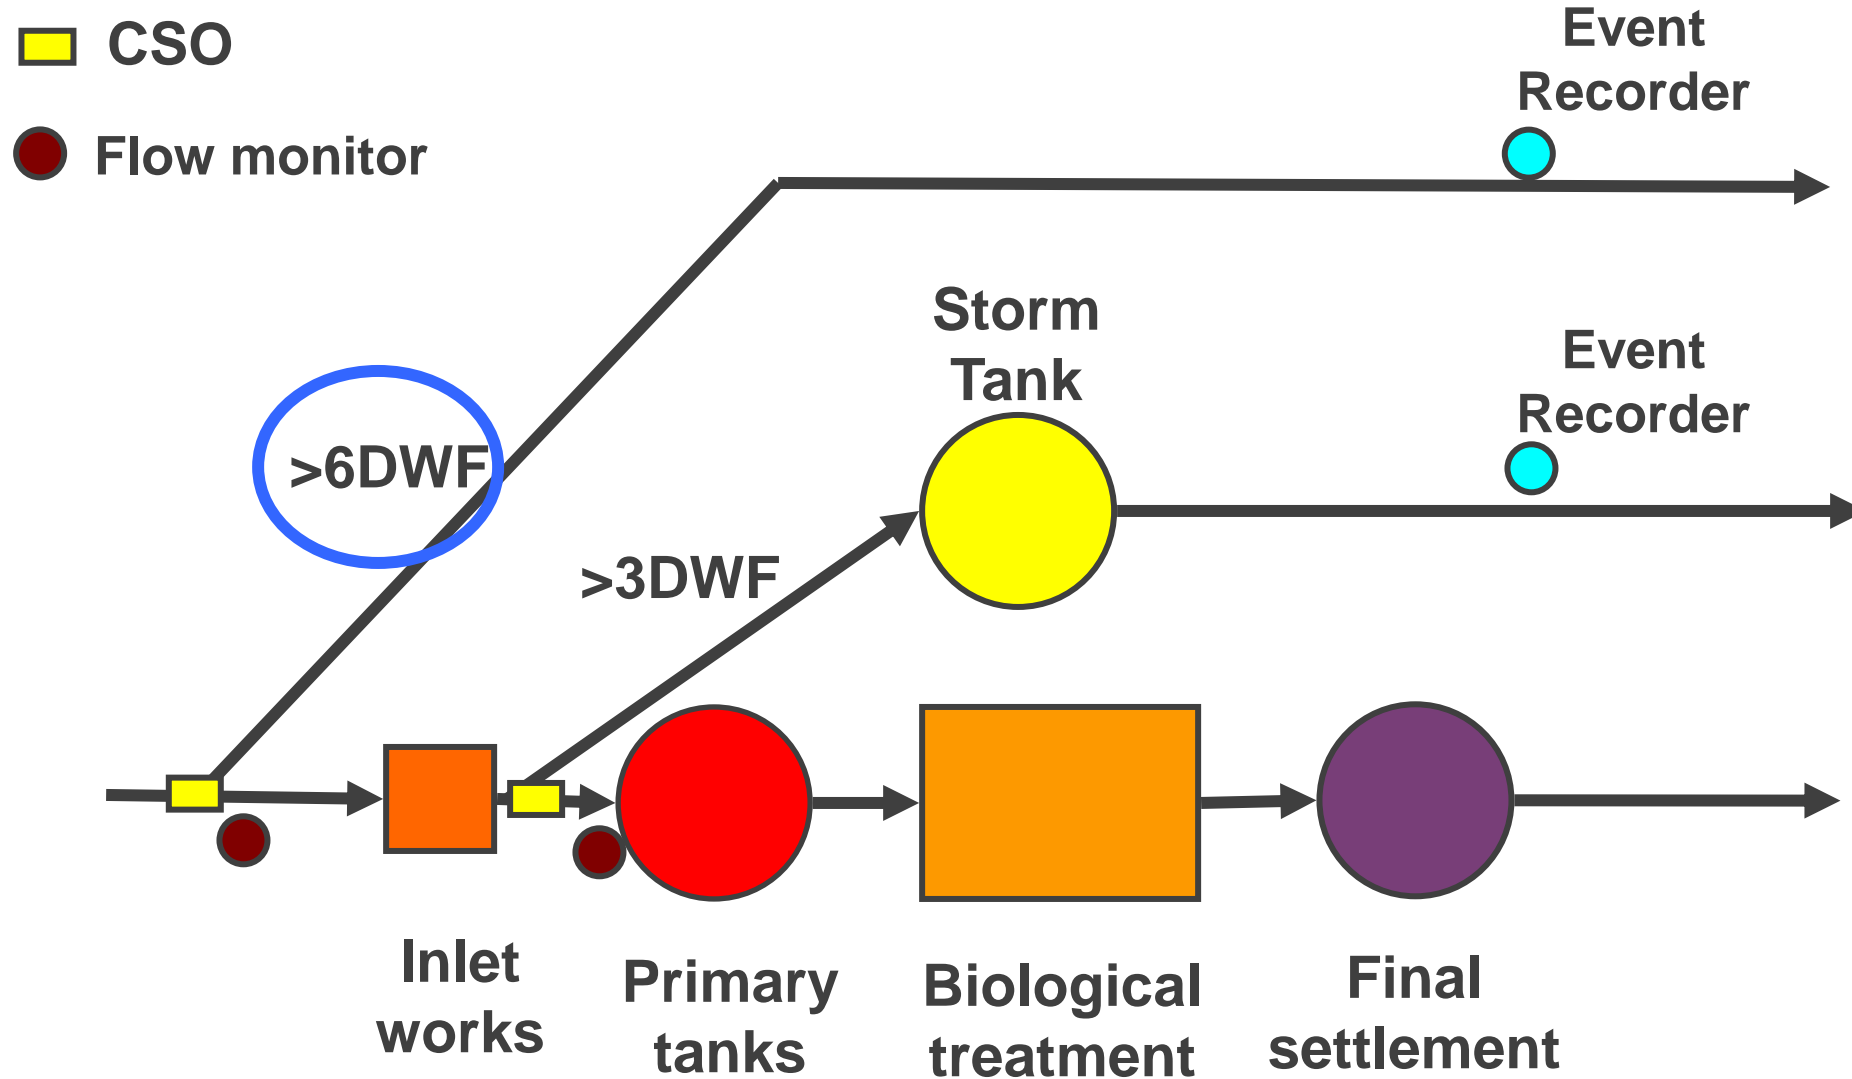 CSO
Flow monitor
Event
Recorder
Storm
Tank
Event
Recorder
>6DWF
>3DWF
Inlet
works
Primary
tanks
Biological
treatment
Final
settlement